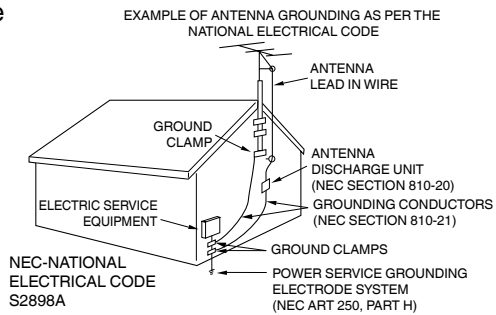 e
EXAMPLE OF ANTENNA GROUNDING AS PER THE
NATIONAL ELECTRICAL CODE
ANTENNA
LEAD IN WIRE
GROUND
CLAMP
ANTENNA
DISCHARGE UNIT
(NEC SECTION 810-20)
ELECTRIC SERVICE
EQUIPMENT
GROUNDING CONDUCTORS
(NEC SECTION 810-21)
GROUND CLAMPS
NEC-NATIONAL
ELECTRICAL CODE
S2898A
POWER SERVICE GROUNDING
ELECTRODE SYSTEM
(NEC ART 250, PART H)